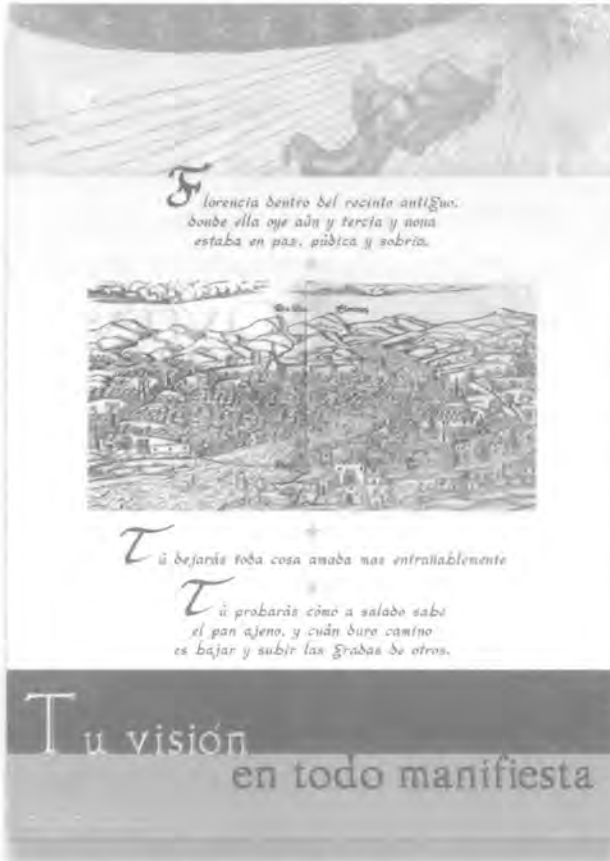 Florencia dentro del recinto antiguo,
donde ella oye aún y tercia y nona
estaba en paz, púdica y sobria.
Tú dejarás toda cosa amada mas entrañablemente
Tú probarás cómo a salado sabe
el pan ajeno, y cuán duro camino
es bajar y subir las gradas de otros.
Tu visión
en todo manifiesta